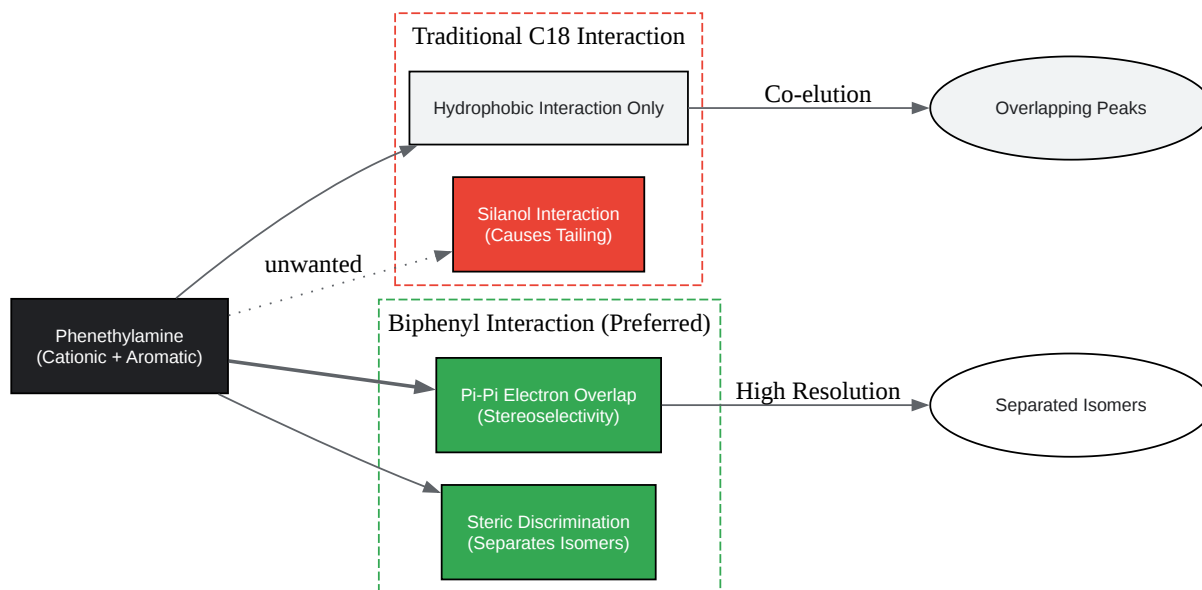 Traditional C18 Interaction
Hydrophobic Interaction Only
Co-elution
Overlapping Peaks
Silanol Interaction
(Causes Tailing)
unwanted
Phenethylamine
(Cationic + Aromatic)
Biphenyl Interaction (Preferred)
Pi-Pi Electron Overlap
(Stereoselectivity)
High Resolution
Separated Isomers
Steric Discrimination
(Separates Isomers)